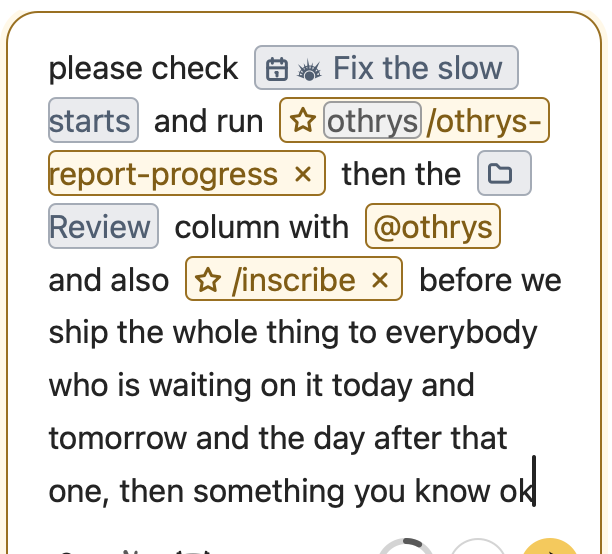 please check Fix the slow
starts and run othrys /othrys-
report-progress × then the
Review column with @othrys
and also /inscribe × before we
ship the whole thing to everybody
who is waiting on it today and
tomorrow and the day after that
one, then something you know ok